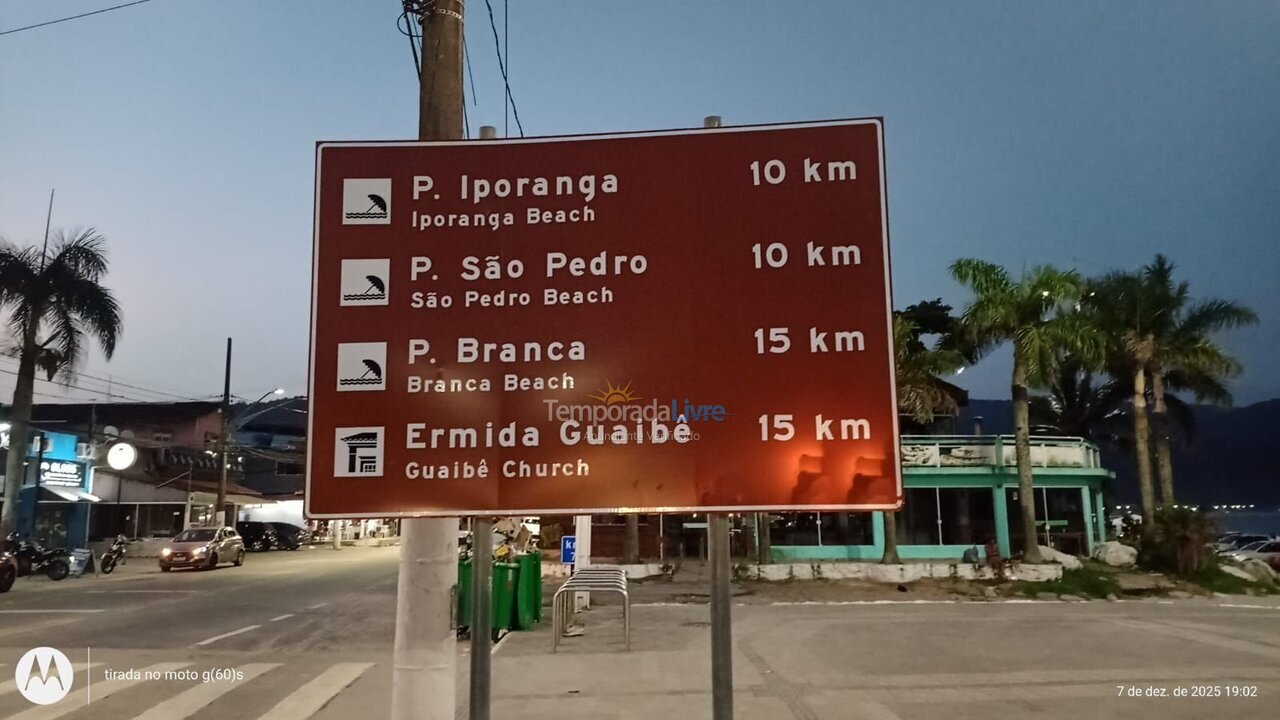 P. Iporanga 10 km
Iporanga Beach
P. São Pedro 10 km
São Pedro Beach
P. Branca 15 km
Branca Beach
TemporadaLivre
Ermida Guaibê 15 km
Guaibê Church
km
tirada no moto g(60)s
7 de dez. de 2025 19:02